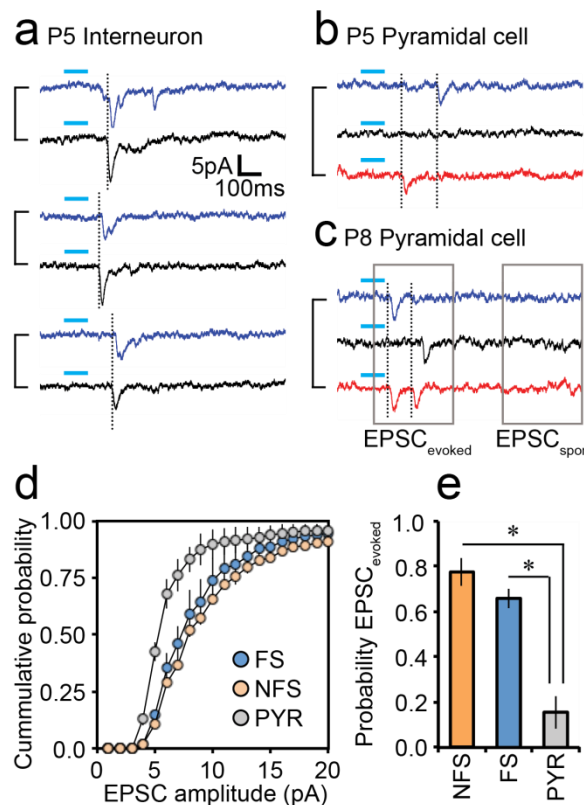 a P5 Interneuron
5pA
100ms
b P5 Pyramidal cell
c P8 Pyramidal cell
EPSCevoked
EPSCspor
d
Cummulative probability
1.00
0.75
0.50
0.25
0.0
FS
NFS
PYR
0 5 10 15 20
EPSC amplitude (pA)
e
Probability EPSCevoked
1.0
0.8
0.6
0.4
0.2
0.0
*
*
NFS
FS
PYR